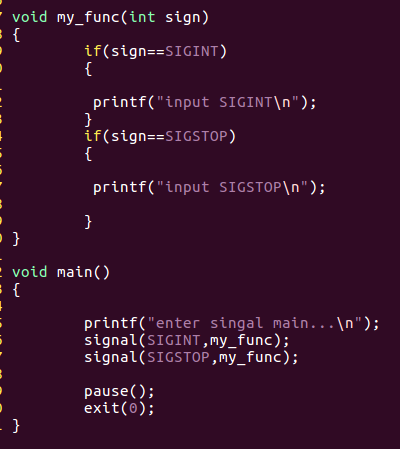 void my_func(int sign)
{
if(sign==SIGINT)
{
printf("input SIGINT\n");
}
if(sign==SIGSTOP)
{
printf("input SIGSTOP\n");
}
}
void main()
{
printf("enter singal main...\n");
signal(SIGINT,my_func);
signal(SIGSTOP,my_func);
pause();
exit(0);
}